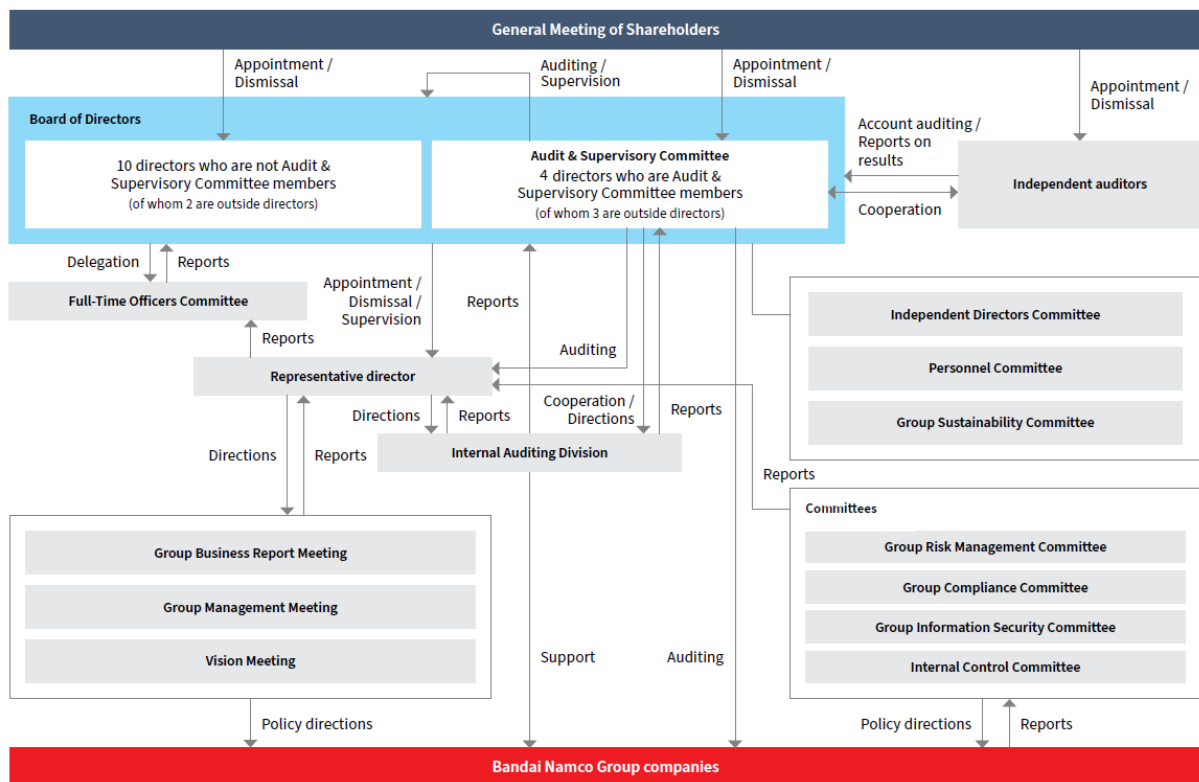 General Meeting of Shareholders
Appointment /
Dismissal
Auditing /
Supervision
Appointment /
Dismissal
Appointment /
Dismissal
Board of Directors
10 directors who are not Audit &
Supervisory Committee members
(of whom 2 are outside directors)
Audit & Supervisory Committee
4 directors who are Audit &
Supervisory Committee members
(of whom 3 are outside directors)
Account auditing /
Reports on
results
Cooperation
Independent auditors
Delegation
Reports
Full-Time Officers Committee
Reports
Appointment /
Dismissal /
Supervision
Reports
Auditing
Representative director
Directions
Reports
Cooperation /
Directions
Reports
Internal Auditing Division
Independent Directors Committee
Personnel Committee
Group Sustainability Committee
Directions
Reports
Reports
Group Business Report Meeting
Group Management Meeting
Vision Meeting
Committees
Group Risk Management Committee
Group Compliance Committee
Group Information Security Committee
Internal Control Committee
Support
Auditing
Policy directions
Policy directions
Reports
Bandai Namco Group companies